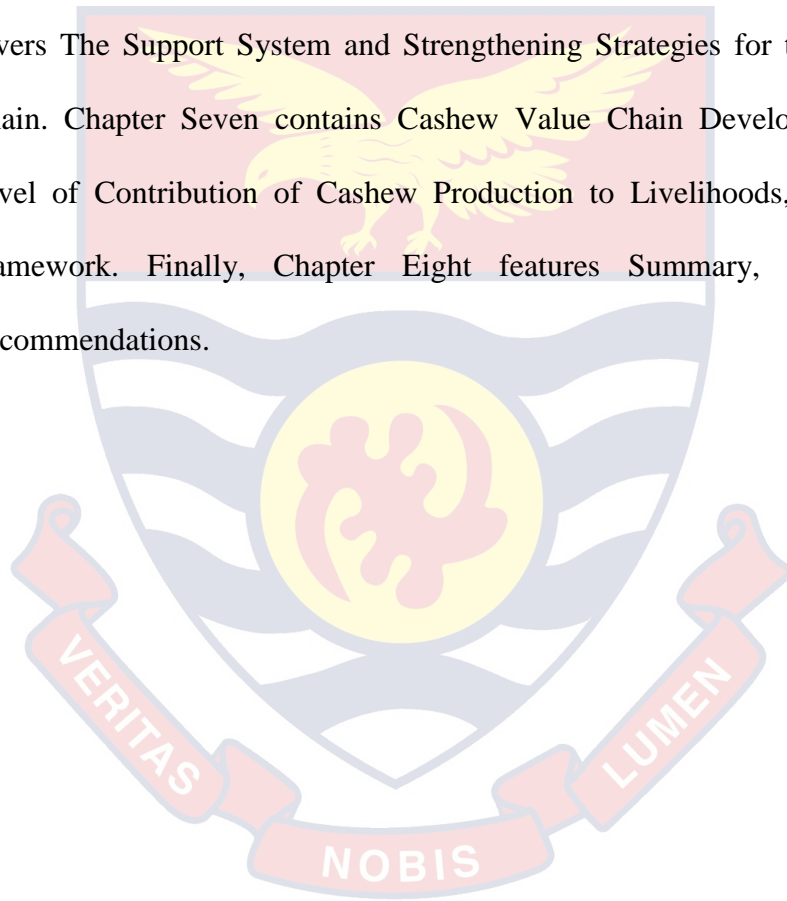 vers The Support System and Strengthening Strategies for t
ain. Chapter Seven contains Cashew Value Chain Develo
vel of Contribution of Cashew Production to Livelihoods,
amework. Finally, Chapter Eight features Summary,
commendations.
VERITAS
NOBIS
LUMEN